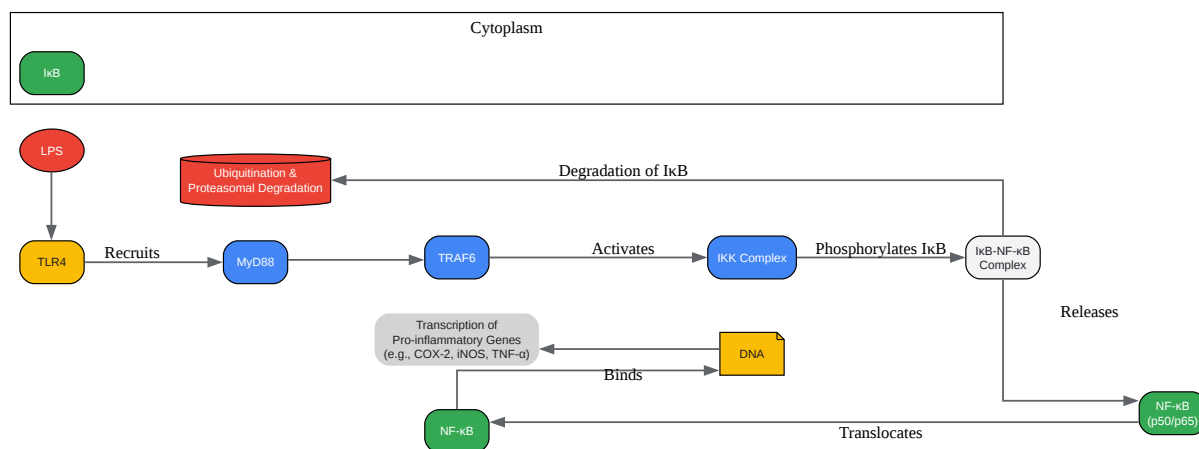 Cytoplasm
IκB
LPS
Ubiquitination &
Proteasomal Degradation
Degradation of IκB
TLR4
Recruits
MyD88
TRAF6
Activates
IKK Complex
Phosphorylates IκB
IκB-NF-κB
Complex
Releases
Transcription of
Pro-inflammatory Genes
(e.g., COX-2, iNOS, TNF-α)
DNA
Binds
NF-κB
Translocates
NF-κB
(p50/p65)